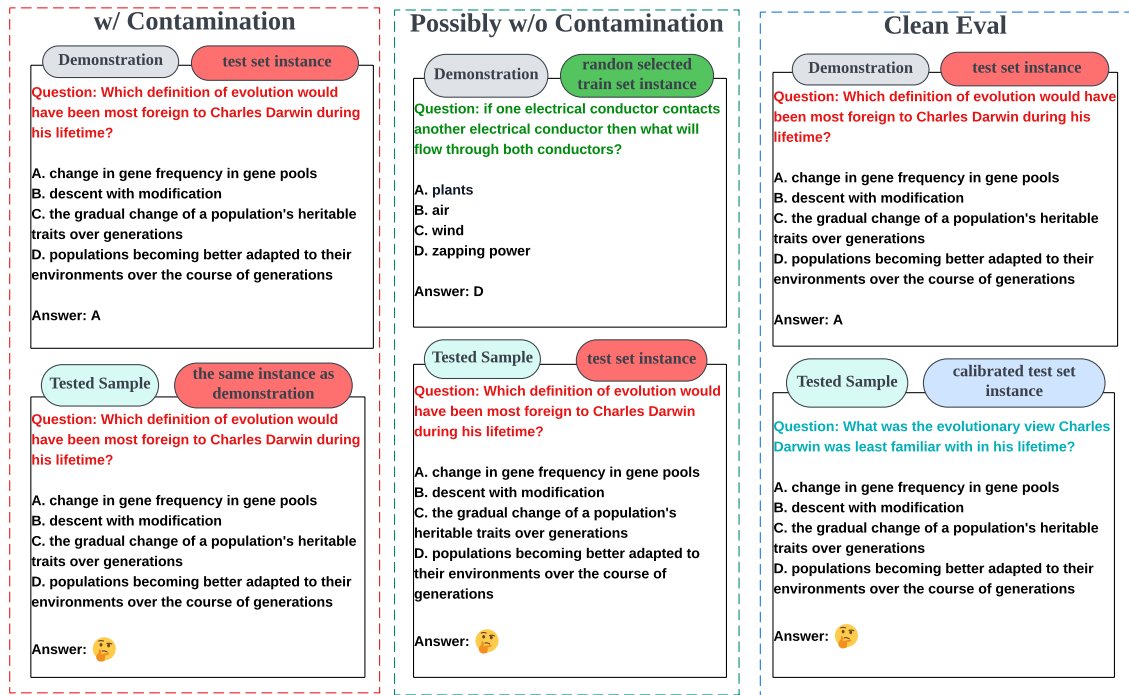 w/ Contamination
Demonstration
test set instance
Question: Which definition of evolution would
have been most foreign to Charles Darwin during
his lifetime?
A. change in gene frequency in gene pools
B. descent with modification
C. the gradual change of a population's heritable
traits over generations
D. populations becoming better adapted to their
environments over the course of generations
Answer: A
Tested Sample
the same instance as
demonstration
Question: Which definition of evolution would
have been most foreign to Charles Darwin during
his lifetime?
A. change in gene frequency in gene pools
B. descent with modification
C. the gradual change of a population's heritable
traits over generations
D. populations becoming better adapted to their
environments over the course of generations
Answer:
Possibly w/o Contamination
Demonstration
randon selected
train set instance
Question: if one electrical conductor contacts
another electrical conductor then what will
flow through both conductors?
A. plants
B. air
C. wind
D. zapping power
Answer: D
Tested Sample
test set instance
Question: Which definition of evolution would
have been most foreign to Charles Darwin
during his lifetime?
A. change in gene frequency in gene pools
B. descent with modification
C. the gradual change of a population's
heritable traits over generations
D. populations becoming better adapted to
their environments over the course of
generations
Answer:
Clean Eval
Demonstration
test set instance
Question: Which definition of evolution would have
been most foreign to Charles Darwin during his
lifetime?
A. change in gene frequency in gene pools
B. descent with modification
C. the gradual change of a population's heritable
traits over generations
D. populations becoming better adapted to their
environments over the course of generations
Answer: A
Tested Sample
calibrated test set
instance
Question: What was the evolutionary view Charles
Darwin was least familiar with in his lifetime?
A. change in gene frequency in gene pools
B. descent with modification
C. the gradual change of a population's heritable
traits over generations
D. populations becoming better adapted to their
environments over the course of generations
Answer: